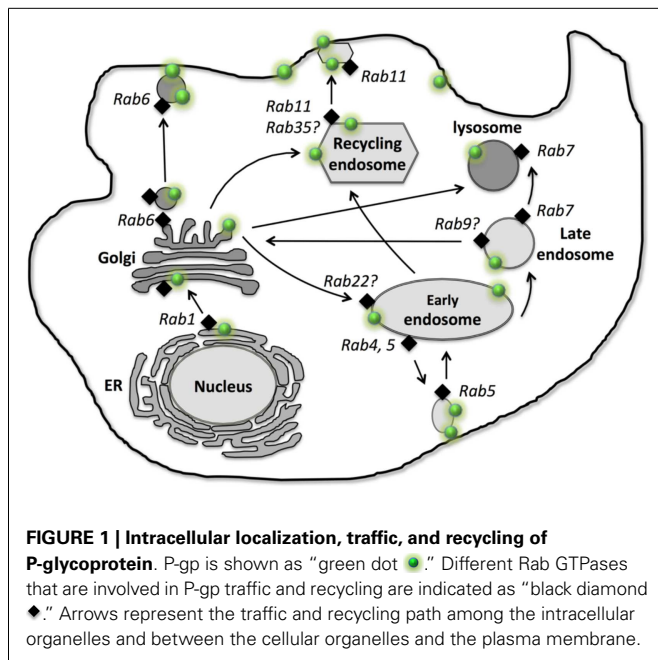 Rab6
Rab11
Rab11
Rab35?
Recycling
endosome
lysosome
Rab7
Rab6
Rab9?
Rab7
Late
endosome
Golgi
Rab22?
Early
endosome
Rab1
Rab4, 5
ER
Nucleus
Rab5
FIGURE 1 | Intracellular localization, traffic, and recycling of
P-glycoprotein. P-gp is shown as “green dot .” Different Rab GTPases
that are involved in P-gp traffic and recycling are indicated as “black diamond
◆.” Arrows represent the traffic and recycling path among the intracellular
organelles and between the cellular organelles and the plasma membrane.